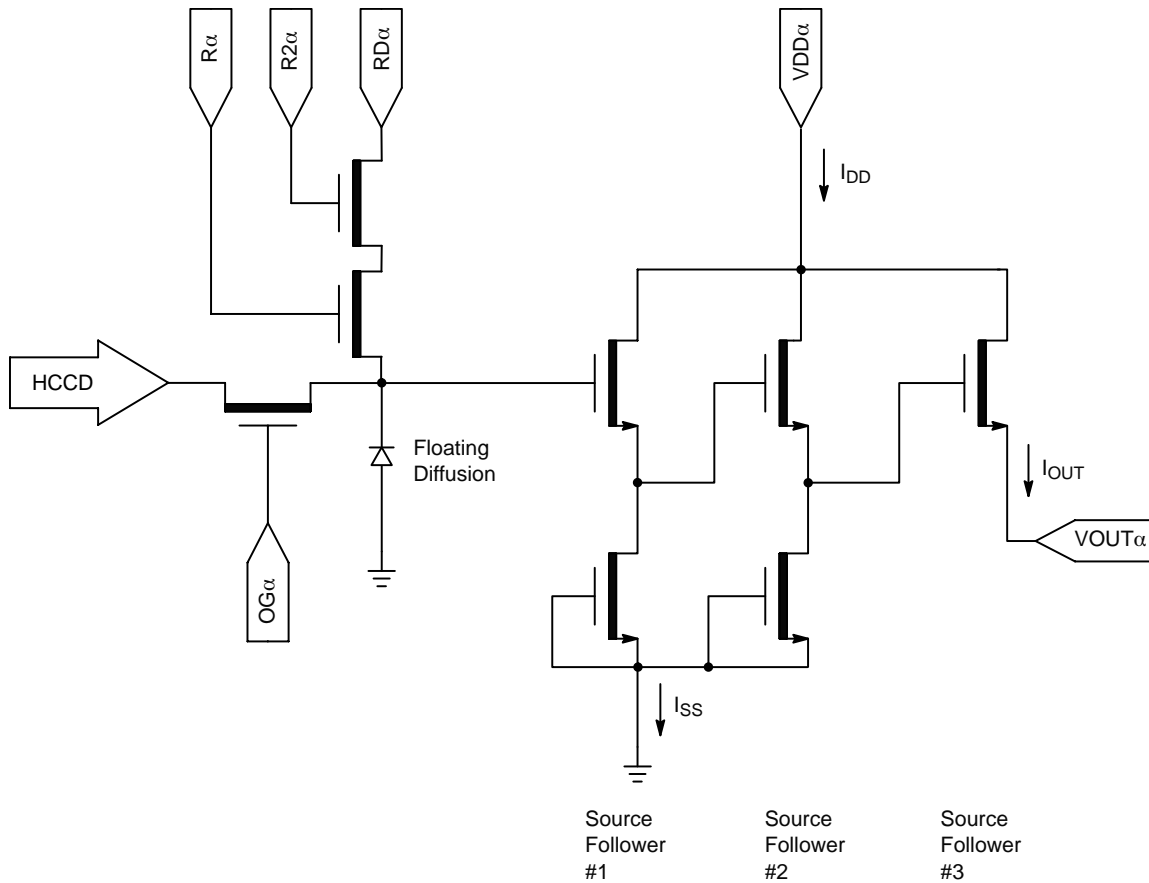 Rα
R2α
RDα
VDDα
IDD
HCCD
Floating
Diffusion
IOUT
VOUTα
OGα
ISS
Source
Follower
#1
Source
Follower
#2
Source
Follower
#3